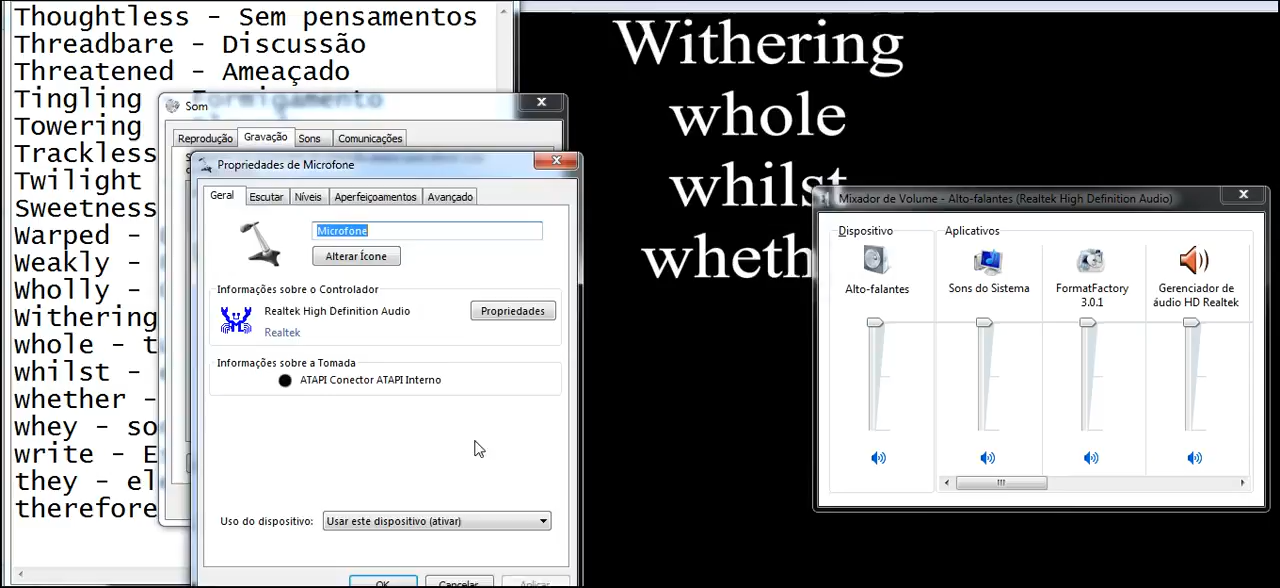 Thoughtless - Sem pensamentos
Threadbare - Discussão
Threatened - Ameaçado
Tingling - Formigamento
Towering
Trackless
Twilight
Sweetness
Warped -
Weakly -
Wholly -
Withering
whole - t
whilst -
whether -
whey - so
write - E
they - el
therefore
Som
Reprodução
Gravação
Sons
Comunicações
Propriedades de Microfone
Geral
Escutar
Níveis
Aperfeiçoamentos
Avançado
Microfone
Alterar Ícone
Informações sobre o Controlador
Realtek High Definition Audio
Propriedades
Realtek
Informações sobre a Tomada
ATAPI Conector ATAPI Interno
Uso do dispositivo:
Usar este dispositivo (ativar)
OK
Cancelar
Aplicar
Withering
whole
whilst
wheth
Mixador de Volume - Alto-falantes (Realtek High Definition Audio)
Dispositivo
Aplicativos
Alto-falantes
Sons do Sistema
FormatFactory
3.0.1
Gerenciador de
áudio HD Realtek